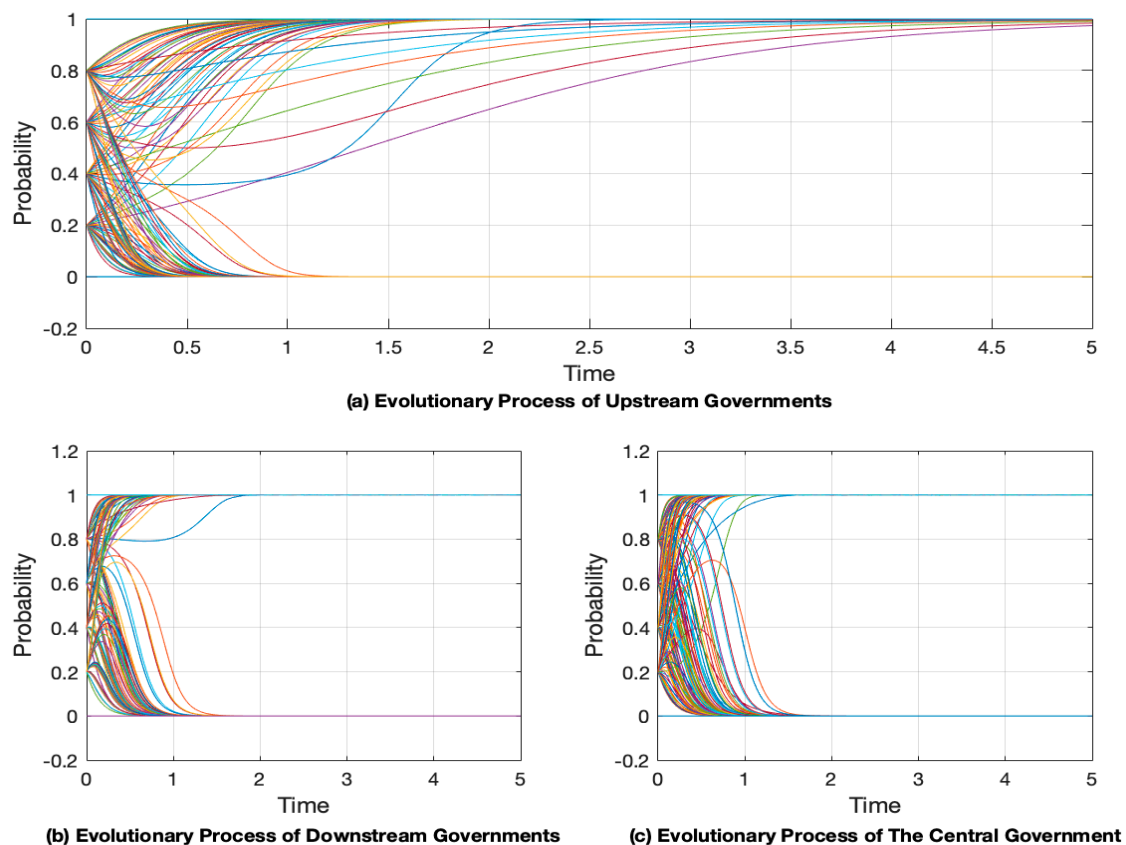 1
0.8
0.6
0.4
0.2
0
-0.2
Probability
0 0.5 1 1.5 2 2.5 3 3.5 4 4.5 5
Time
(a) Evolutionary Process of Upstream Governments
1.2
1
0.8
0.6
0.4
0.2
0
-0.2
Probability
0 1 2 3 4 5
Time
(b) Evolutionary Process of Downstream Governments
1.2
1
0.8
0.6
0.4
0.2
0
-0.2
Probability
0 1 2 3 4 5
Time
(c) Evolutionary Process of The Central Government